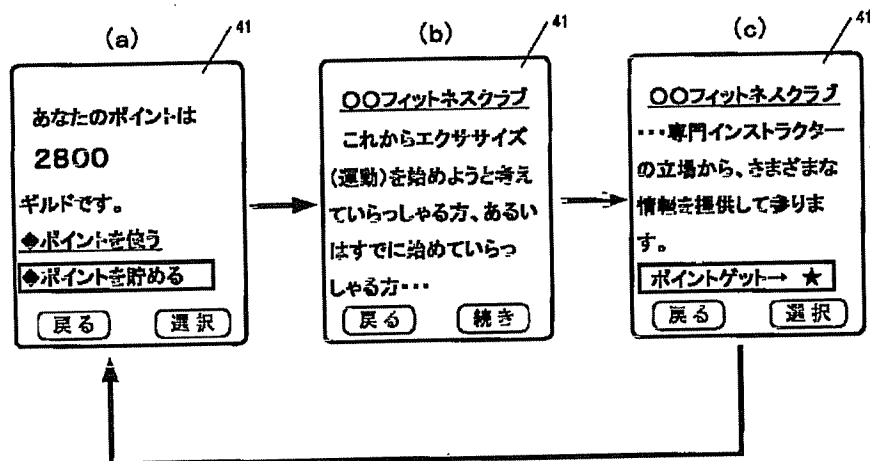 (a)
41
あなたのポイントは
2800
ギルドです。
◆ポイントを使う
◆ポイントを貯める
戻る
選択
(b)
41
〇〇フィットネスクラブ
これからエクササイズ
(運動)を始めようと考え
ていらっしゃる方、あるい
はすでに始めていらっ
しゃる方・・・
戻る
続き
(c)
41
〇〇フィットネスクラブ
・・・専門インストラクター
の立場から、さまざまな
情報を提供して参りま
す。
ポイントゲット→ ★
戻る
選択